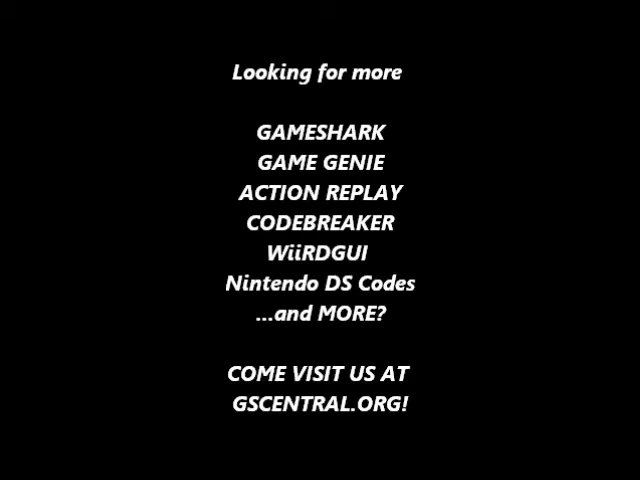 Looking for more
GAMESHARK
GAME GENIE
ACTION REPLAY
CODEBREAKER
WiiRDGUI
Nintendo DS Codes
...and MORE?
COME VISIT US AT
GSCENTRAL.ORG!